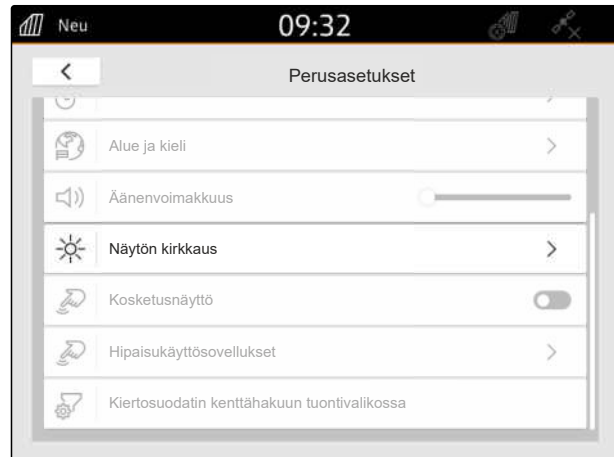 Neu 09:32
Perusasetukset
Alue ja kieli
Äänenvoimakkuus
Näytön kirkkaus
Kosketusnäyttö
Hipaisukäyttösovellukset
Kiertosuodatin kenttähakuun tuontivalikossa